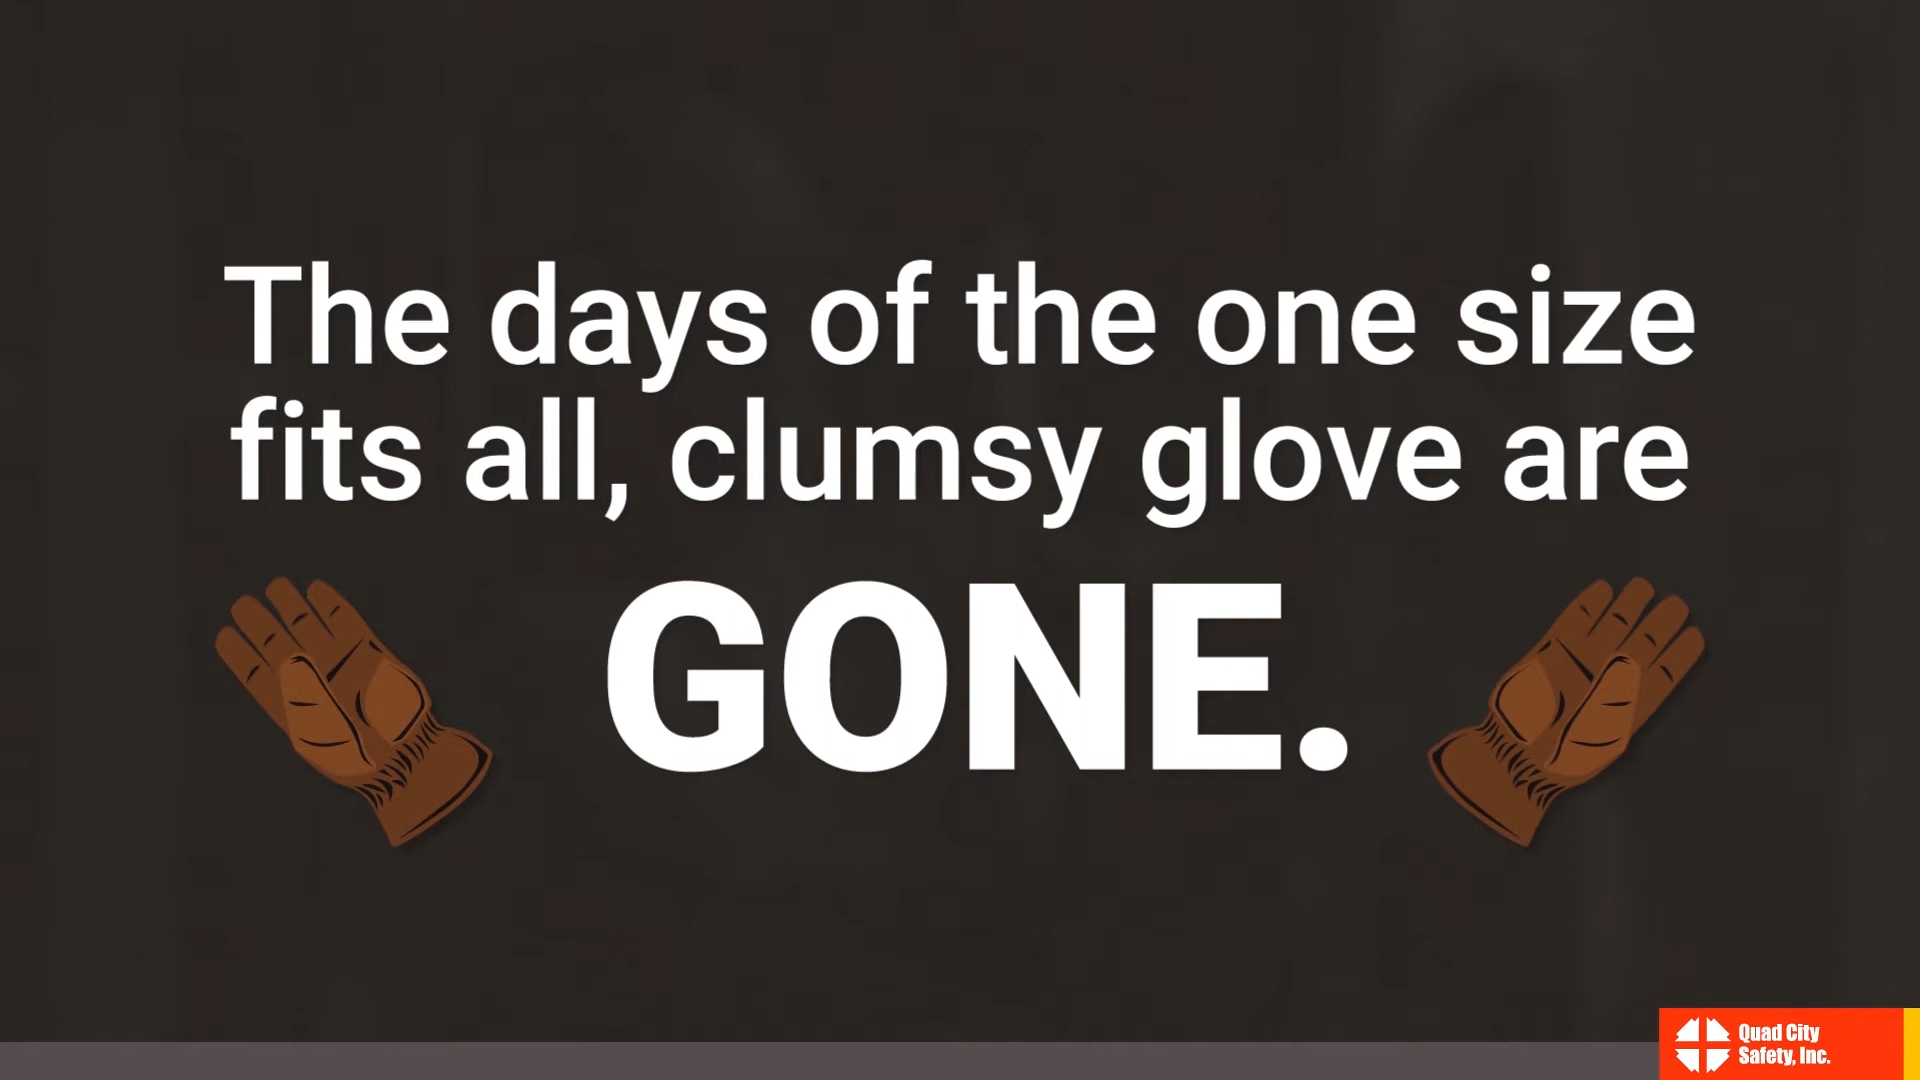 The days of the one size
fits all, clumsy glove are
GONE.
Quad City
Safety, Inc.